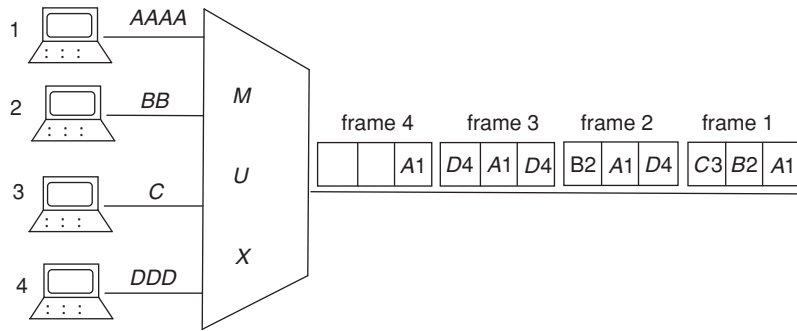 1 AAAA
2 BB
3 C
4 DDD
M
U
X
frame 4 frame 3 frame 2 frame 1
A1 D4 A1 D4 B2 A1 D4 C3 B2 A1